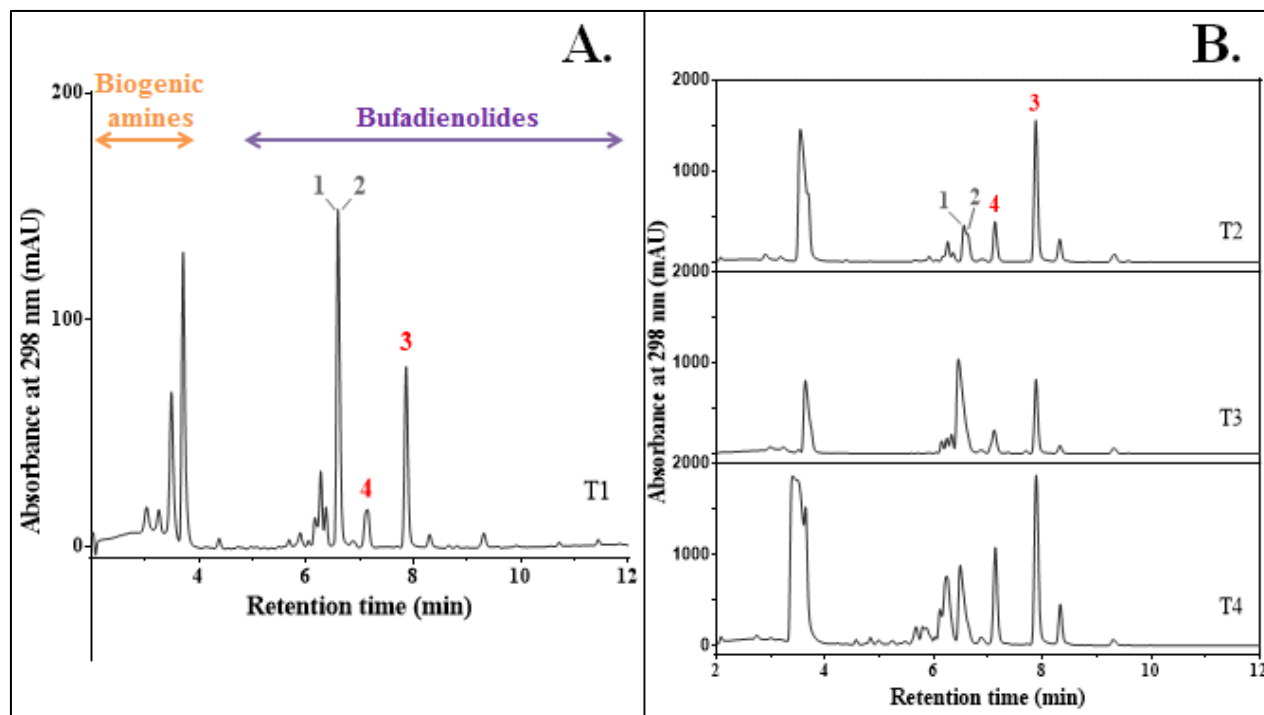 A.
Biogenic
amines
Bufadienolides
200
100
0
1 2
3
4
T1
4 6 8 10 12
Retention time (min)
Absorbance at 298 nm (mAU)
B.
2000
1000
0
1 2
4
3
T2
2000
1000
0
T3
2000
1000
0
T4
2 4 6 8 10 12
Retention time (min)
Absorbance at 298 nm (mAU)